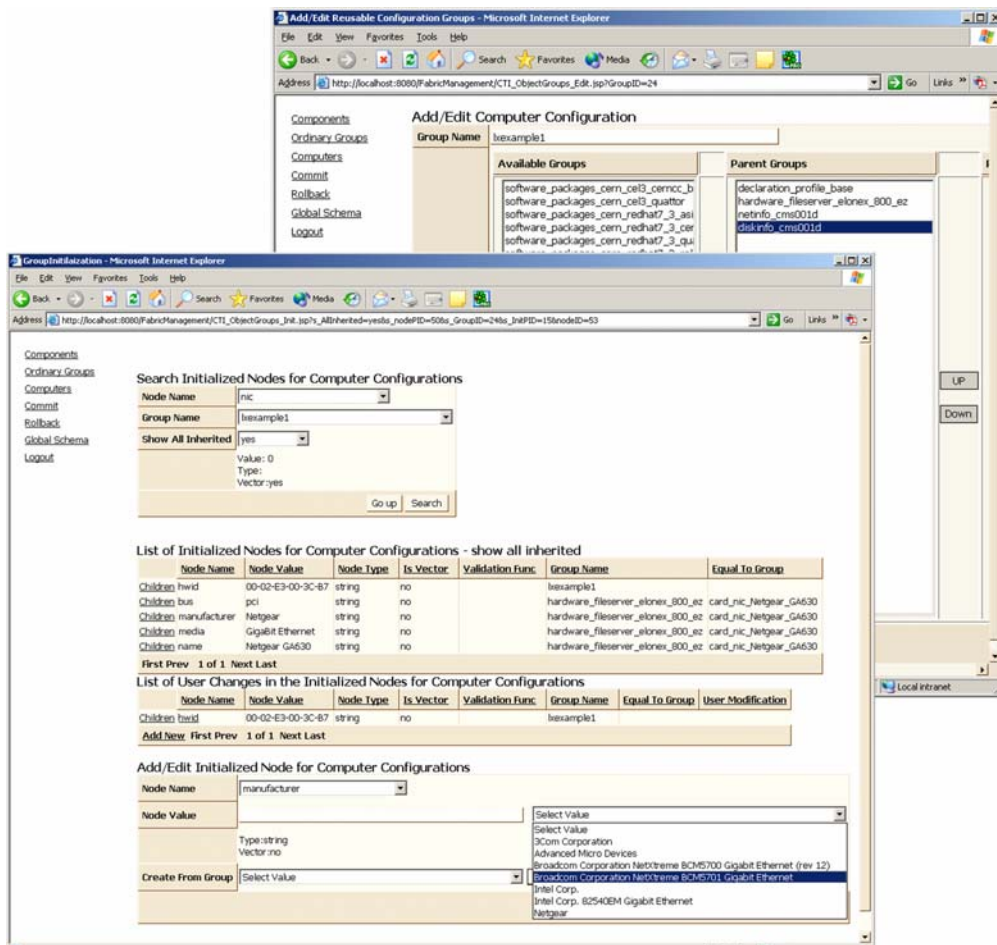 Add/Edit Reusable Configuration Groups - Microsoft Internet Explorer
File Edit View Favorites Tools Help
Back Search Favorites Media
Address http://localhost:8080/FabricManagement/CTI_ObjectGroups_Edit.jsp?GroupID=24 Go Links
Components
Ordinary Groups
Computers
Commit
Rollback
Global Schema
Logout
Add/Edit Computer Configuration
Group Name lxexample1
Available Groups Parent Groups
software_packages_cern_cel3_cerncc_b
software_packages_cern_cel3_quattor
software_packages_cern_redhat7_3_asi
software_packages_cern_redhat7_3_cer
software_packages_cern_redhat7_3_qua
declaration_profile_base
hardware_fileserver_elonex_800_ez
netinfo_cms001d
diskinfo_cms001d
UP
Down
Local intranet
GroupInitilaization - Microsoft Internet Explorer
File Edit View Favorites Tools Help
Back Search Favorites Media
Address http://localhost:8080/FabricManagement/CTI_ObjectGroups_Init.jsp?s_AllInherited=yes&s_nodePID=50&s_GroupID=24&s_InitPID=15&nodeID=53 Go Links
Components
Ordinary Groups
Computers
Commit
Rollback
Global Schema
Logout
Search Initialized Nodes for Computer Configurations
Node Name nic
Group Name lxexample1
Show All Inherited yes
Value: 0
Type:
Vector:yes
Go up Search
List of Initialized Nodes for Computer Configurations - show all inherited
Node Name Node Value Node Type Is Vector Validation Func Group Name Equal To Group
Children hwid 00-02-E3-00-3C-B7 string no lxexample1
Children bus pci string no hardware_fileserver_elonex_800_ez card_nic_Netgear_GA630
Children manufacturer Netgear string no hardware_fileserver_elonex_800_ez card_nic_Netgear_GA630
Children media GigaBit Ethernet string no hardware_fileserver_elonex_800_ez card_nic_Netgear_GA630
Children name Netgear GA630 string no hardware_fileserver_elonex_800_ez card_nic_Netgear_GA630
First Prev 1 of 1 Next Last
List of User Changes in the Initialized Nodes for Computer Configurations
Node Name Node Value Node Type Is Vector Validation Func Group Name Equal To Group User Modification
Children hwid 00-02-E3-00-3C-B7 string no lxexample1
Add New First Prev 1 of 1 Next Last
Add/Edit Initialized Node for Computer Configurations
Node Name manufacturer
Node Value Select Value
Type:string
Vector:no
Create From Group Select Value
Select Value
3Com Corporation
Advanced Micro Devices
Broadcom Corporation NetXtreme BCM5700 Gigabit Ethernet (rev 12)
Broadcom Corporation NetXtreme BCM5701 Gigabit Ethernet
Intel Corp.
Intel Corp. 82540EM Gigabit Ethernet
Netgear